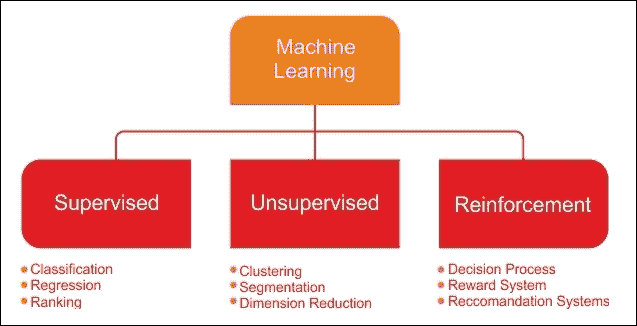 Machine
Learning
Supervised
Unsupervised
Reinforcement
Classification
Regression
Ranking
Clustering
Segmentation
Dimension Reduction
Decision Process
Reward System
Reccomandation Systems